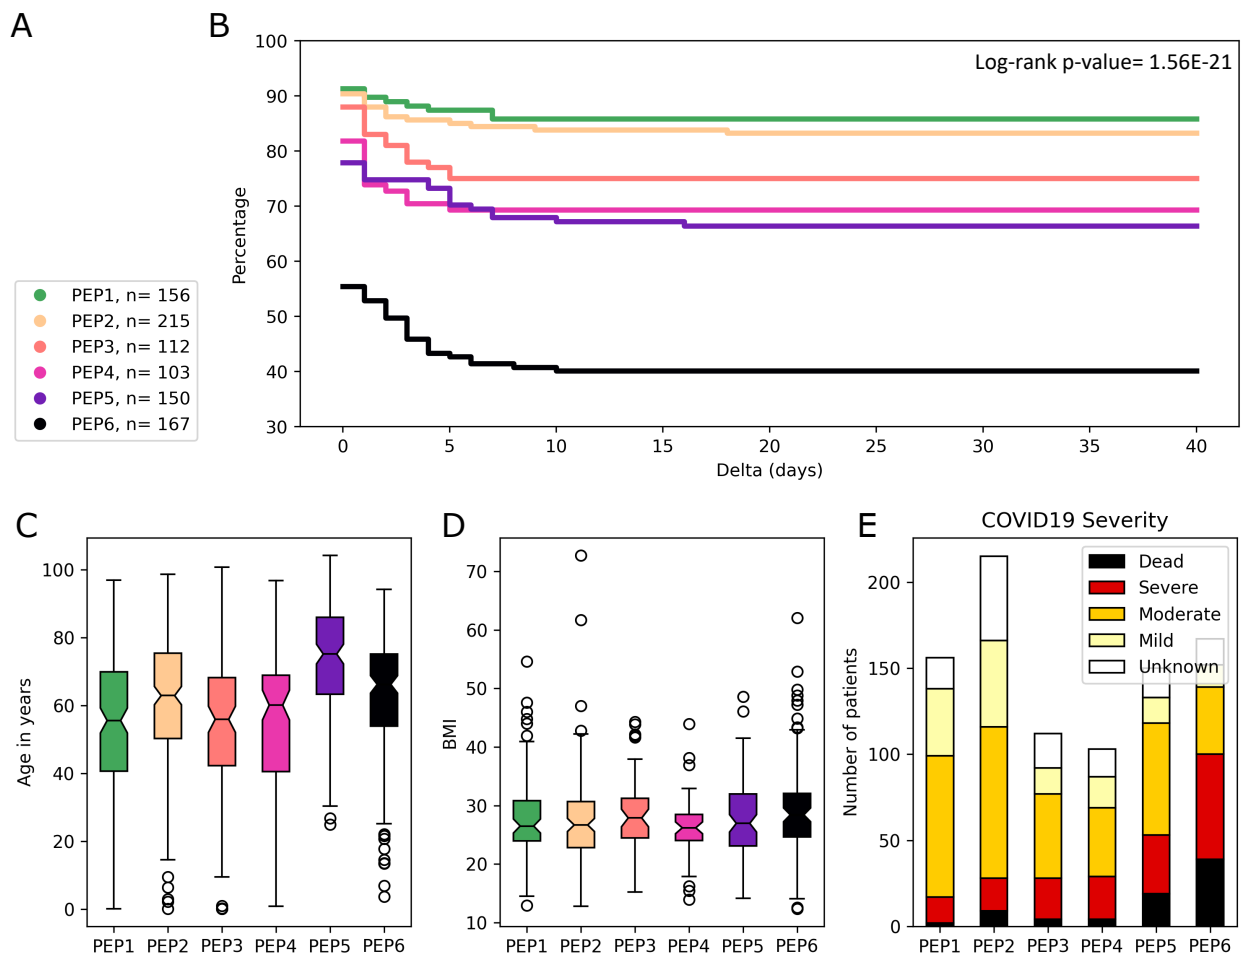 A
B
Log-rank p-value= 1.56E-21
100
90
80
70
60
50
40
30
Percentage
0
5
10
15
20
25
30
35
40
Delta (days)
PEP1, n= 156
PEP2, n= 215
PEP3, n= 112
PEP4, n= 103
PEP5, n= 150
PEP6, n= 167
C
100
80
60
40
20
0
Age in years
PEP1
PEP2
PEP3
PEP4
PEP5
PEP6
D
70
60
50
40
30
20
10
BMI
PEP1
PEP2
PEP3
PEP4
PEP5
PEP6
E
COVID19 Severity
Dead
Severe
Moderate
Mild
Unknown
200
150
100
50
0
Number of patients
PEP1
PEP2
PEP3
PEP4
PEP5
PEP6